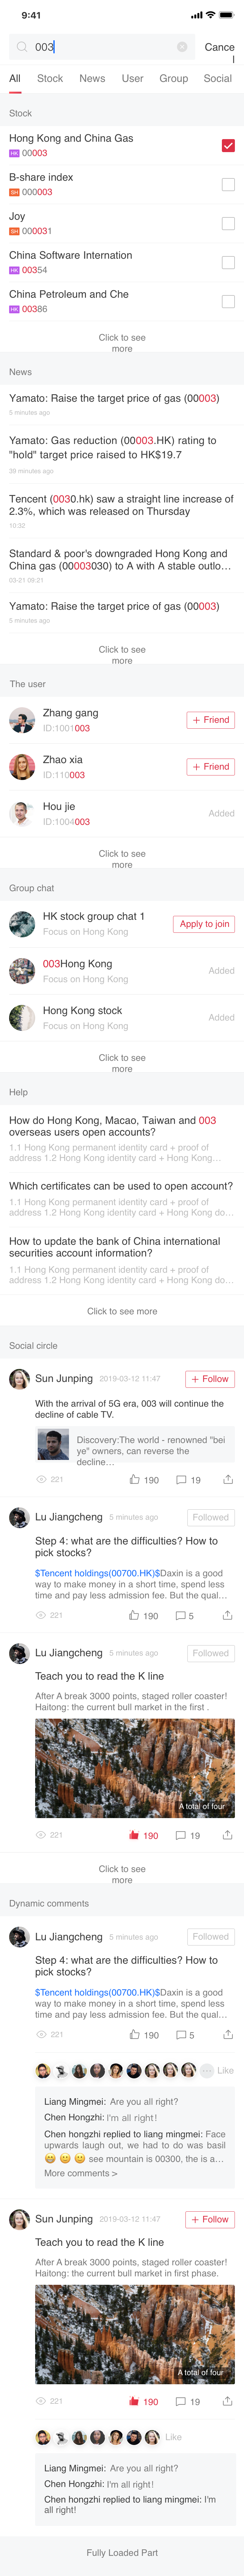 9:41
003
Cance
l
All Stock News User Group Social
Stock
Hong Kong and China Gas
HK 00003
B-share index
SH 000003
Joy
SH 000031
China Software Internation
HK 00354
China Petroleum and Che
HK 00386
Click to see
more
News
Yamato: Raise the target price of gas (00003)
5 minutes ago
Yamato: Gas reduction (00003.HK) rating to
"hold" target price raised to HK$19.7
39 minutes ago
Tencent (0030.hk) saw a straight line increase of
2.3%, which was released on Thursday
10:32
Standard & poor's downgraded Hong Kong and
China gas (00003030) to A with A stable outlo...
03-21 09:21
Yamato: Raise the target price of gas (00003)
5 minutes ago
Click to see
more
The user
Zhang gang
ID:1001003
+ Friend
Zhao xia
ID:110003
+ Friend
Hou jie
ID:1004003
Added
Click to see
more
Group chat
HK stock group chat 1
Focus on Hong Kong
Apply to join
003Hong Kong
Focus on Hong Kong
Added
Hong Kong stock
Focus on Hong Kong
Added
Click to see
more
Help
How do Hong Kong, Macao, Taiwan and 003
overseas users open accounts?
1.1 Hong Kong permanent identity card + proof of
address 1.2 Hong Kong identity card + Hong Kong...
Which certificates can be used to open account?
1.1 Hong Kong permanent identity card + proof of
address 1.2 Hong Kong identity card + Hong Kong do...
How to update the bank of China international
securities account information?
1.1 Hong Kong permanent identity card + proof of
address 1.2 Hong Kong identity card + Hong Kong do...
Click to see more
Social circle
Sun Junping 2019-03-12 11:47
+ Follow
With the arrival of 5G era, 003 will continue the
decline of cable TV.
Discovery:The world - renowned "bei
ye" owners, can reverse the
decline...
221 190 19
Lu Jiangcheng 5 minutes ago
Followed
Step 4: what are the difficulties? How to
pick stocks?
$Tencent holdings(00700.HK)$Daxin is a good
way to make money in a short time, spend less
time and pay less admission fee. But the qual...
221 190 5
Lu Jiangcheng 5 minutes ago
Followed
Teach you to read the K line
After A break 3000 points, staged roller coaster!
Haitong: the current bull market in the first .
A total of four
221 190 19
Click to see
more
Dynamic comments
Lu Jiangcheng 5 minutes ago
Followed
Step 4: what are the difficulties? How to
pick stocks?
$Tencent holdings(00700.HK)$Daxin is a good
way to make money in a short time, spend less
time and pay less admission fee. But the qual...
221 190 5
Like
Liang Mingmei: Are you all right?
Chen Hongzhi: I'm all right!
Chen hongzhi replied to liang mingmei: Face
upwards laugh out, we had to do was basil
see mountain is 00300, the is a...
More comments >
Sun Junping 2019-03-12 11:47
+ Follow
Teach you to read the K line
After A break 3000 points, staged roller coaster!
Haitong: the current bull market in first phase.
A total of four
221 190 19
Like
Liang Mingmei: Are you all right?
Chen Hongzhi: I'm all right!
Chen hongzhi replied to liang mingmei: I'm
all right!
Fully Loaded Part